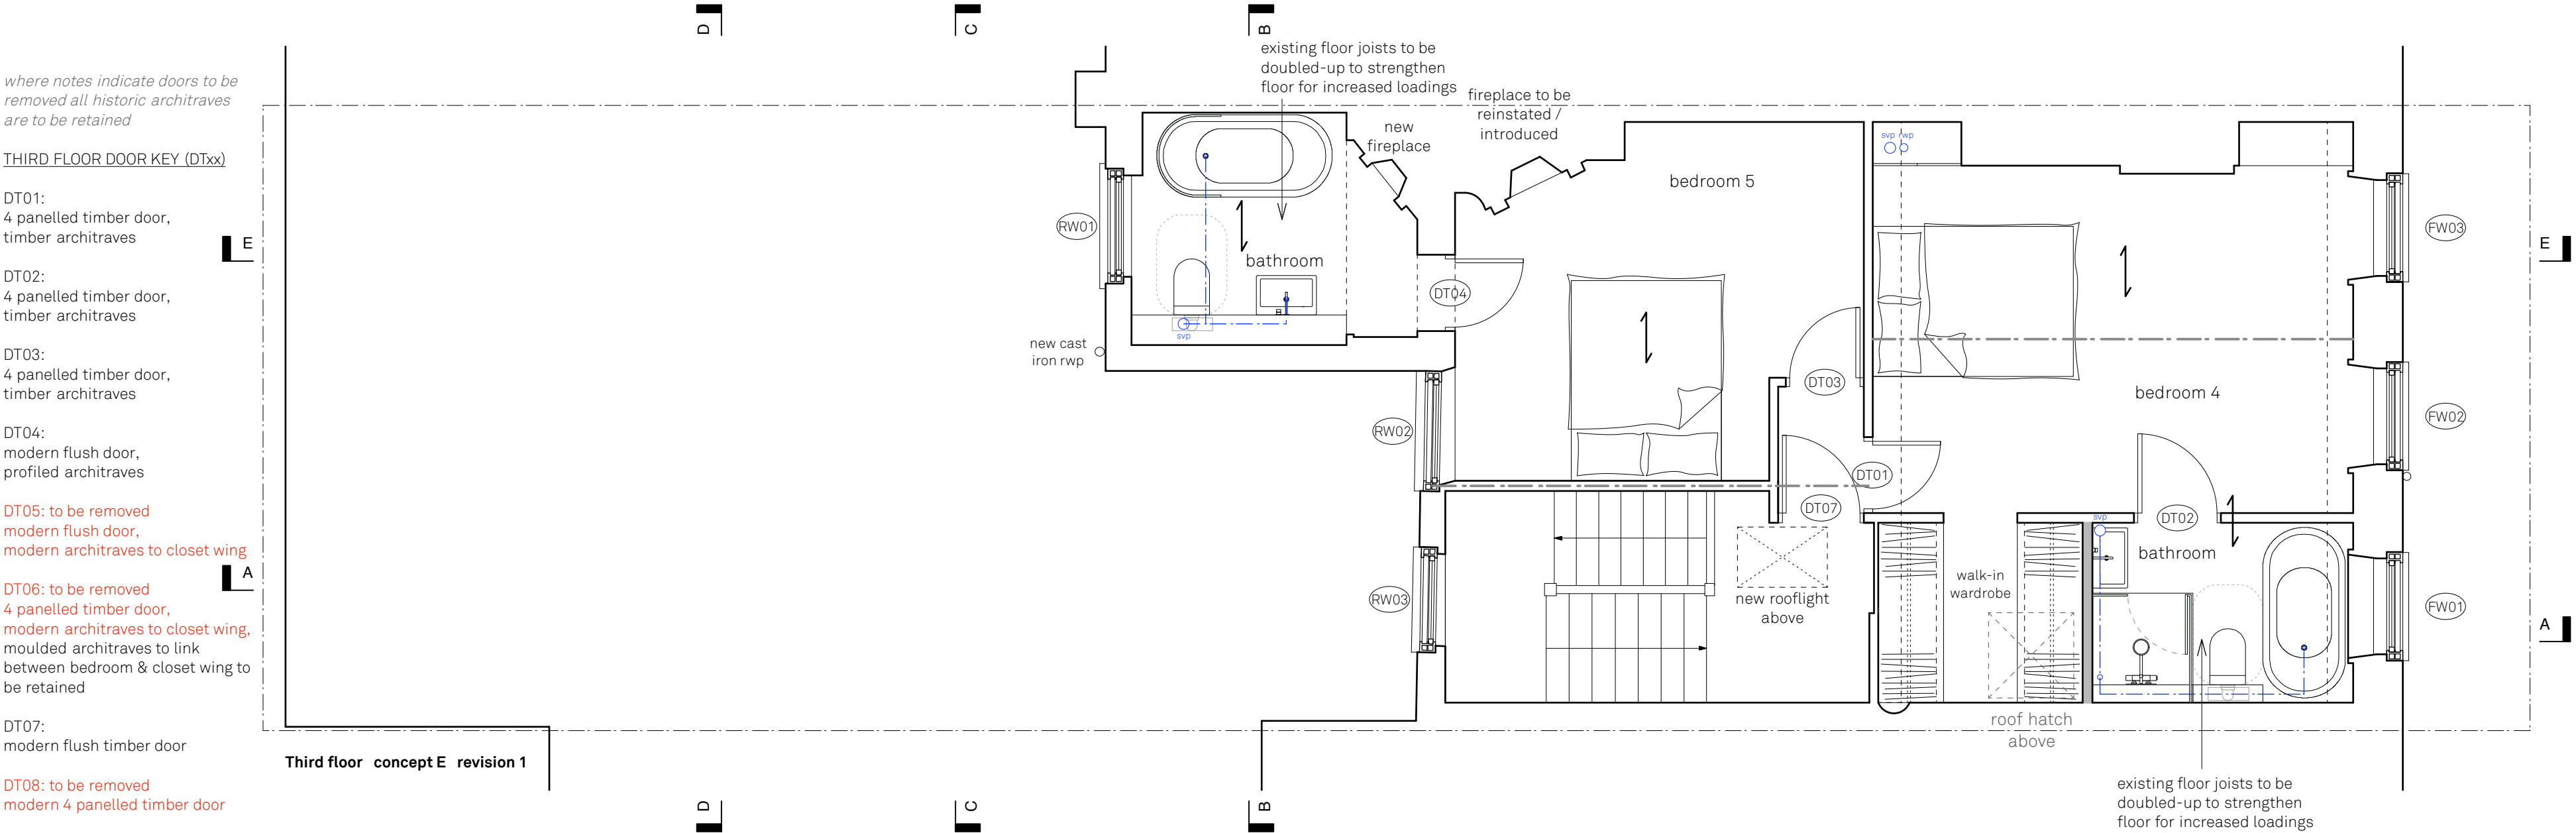 where notes indicate doors to be
removed all historic architraves
are to be retained
THIRD FLOOR DOOR KEY (DTxx)
DT01:
4 panelled timber door,
timber architraves
DT02:
4 panelled timber door,
timber architraves
DT03:
4 panelled timber door,
timber architraves
DT04:
modern flush door,
profiled architraves
DT05: to be removed
modern flush door,
modern architraves to closet wing
DT06: to be removed
4 panelled timber door,
modern architraves to closet wing,
moulded architraves to link
between bedroom & closet wing to
be retained
DT07:
modern flush timber door
DT08: to be removed
modern 4 panelled timber door
D
C
B
existing floor joists to be
doubled-up to strengthen
floor for increased loadings
new
fireplace
fireplace to be
reinstated /
introduced
svp rwp
bedroom 5
E
RW01
bathroom
DT04
svp
new cast
iron rwp
FW03
E
DT03
bedroom 4
RW02
FW02
DT01
DT07
svp
DT02
bathroom
A
RW03
new rooflight
above
walk-in
wardrobe
FW01
A
roof hatch
above
Third floor concept E revision 1
existing floor joists to be
doubled-up to strengthen
floor for increased loadings
D
C
B